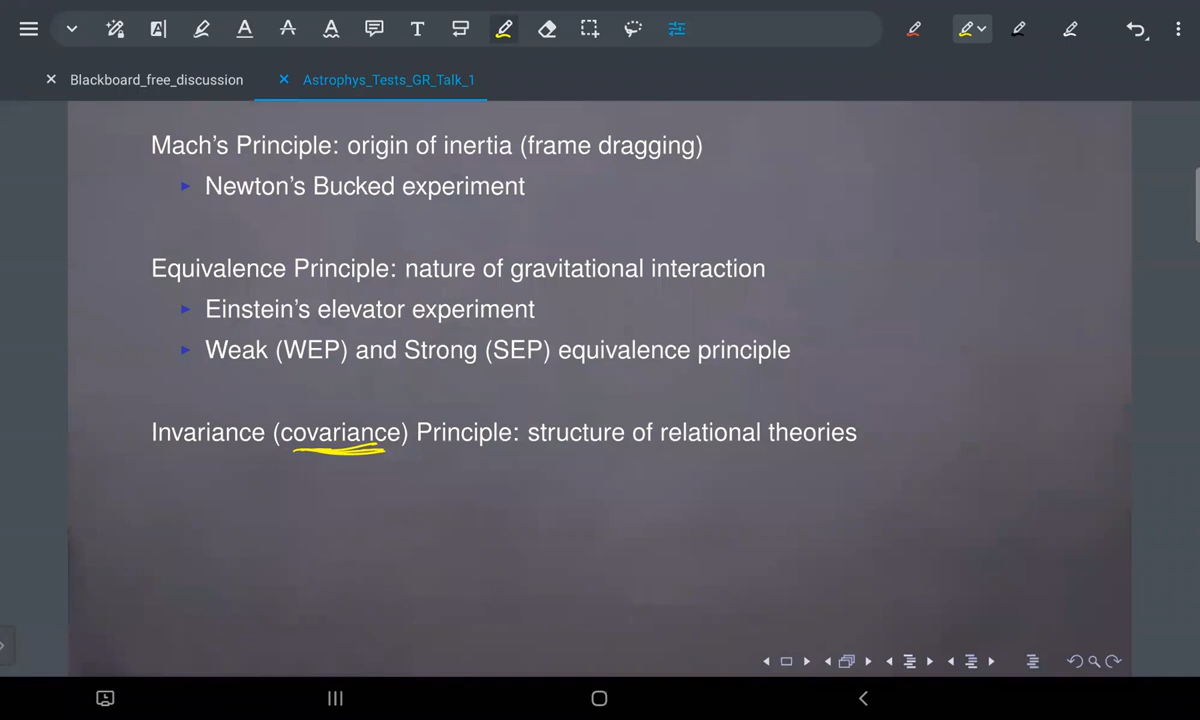 Blackboard_free_discussion
Astrophys_Tests_GR_Talk_1
Mach's Principle: origin of inertia (frame dragging)
Newton's Bucked experiment
Equivalence Principle: nature of gravitational interaction
Einstein's elevator experiment
Weak (WEP) and Strong (SEP) equivalence principle
Invariance (covariance) Principle: structure of relational theories